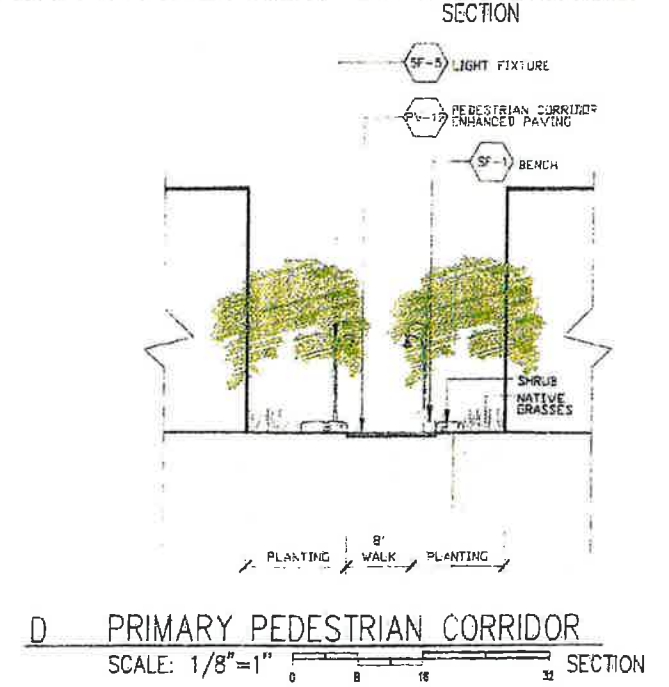 SECTION
SF-5 LIGHT FIXTURE
PV-12 PEDESTRIAN CORRIDOR
ENHANCED PAVING
SF-1 BENCH
SHRUB
NATIVE
GRASSES
PLANTING 8' WALK PLANTING
D PRIMARY PEDESTRIAN CORRIDOR
SCALE: 1/8"=1" 0 8 16 32 SECTION